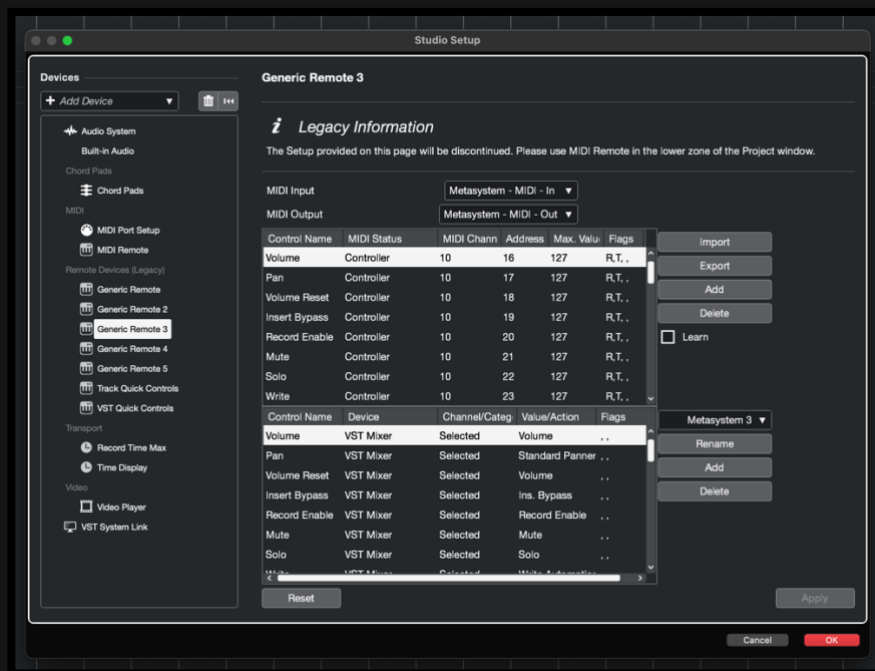 Studio Setup
Devices
+ Add Device
Audio System
Built-in Audio
Chord Pads
Chord Pads
MIDI
MIDI Port Setup
MIDI Remote
Remote Devices (Legacy)
Generic Remote
Generic Remote 2
Generic Remote 3
Generic Remote 4
Generic Remote 5
Track Quick Controls
VST Quick Controls
Transport
Record Time Max
Time Display
Video
Video Player
VST System Link
Generic Remote 3
i Legacy Information
The Setup provided on this page will be discontinued. Please use MIDI Remote in the lower zone of the Project window.
MIDI Input Metasystem - MIDI - In
MIDI Output Metasystem - MIDI - Out
Control Name MIDI Status MIDI Chann Address Max. Valu Flags
Volume Controller 10 16 127 R,T, ,
Pan Controller 10 17 127 R,T, ,
Volume Reset Controller 10 18 127 R,T, ,
Insert Bypass Controller 10 19 127 R,T, ,
Record Enable Controller 10 20 127 R,T, ,
Mute Controller 10 21 127 R,T, ,
Solo Controller 10 22 127 R,T, ,
Write Controller 10 23 127 R,T, ,
Import
Export
Add
Delete
Learn
Control Name Device Channel/Categ Value/Action Flags
Volume VST Mixer Selected Volume , ,
Pan VST Mixer Selected Standard Panner , ,
Volume Reset VST Mixer Selected Volume , ,
Insert Bypass VST Mixer Selected Ins. Bypass , ,
Record Enable VST Mixer Selected Record Enable , ,
Mute VST Mixer Selected Mute , ,
Solo VST Mixer Selected Solo , ,
Metasystem 3
Rename
Add
Delete
Reset
Apply
Cancel
OK